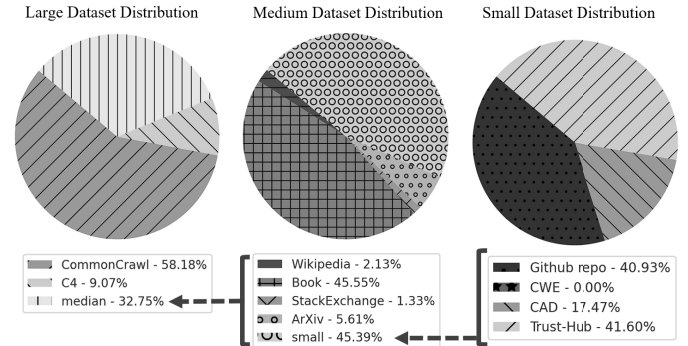 Large Dataset Distribution
Medium Dataset Distribution
Small Dataset Distribution
CommonCrawl - 58.18%
C4 - 9.07%
median - 32.75%
Wikipedia - 2.13%
Book - 45.55%
StackExchange - 1.33%
ArXiv - 5.61%
small - 45.39%
Github repo - 40.93%
CWE - 0.00%
CAD - 17.47%
Trust-Hub - 41.60%